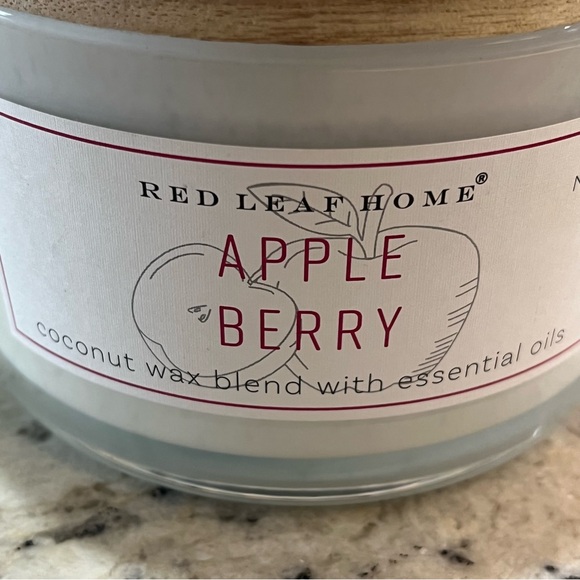 RED LEAF HOME®
APPLE
BERRY
coconut wax blend with essential oils